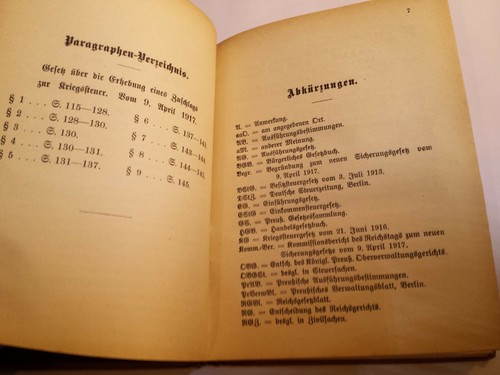 Paragraphen-Verzeichnis.
Gesetz über die Erhebung eines Zuschlags
zur Kriegssteuer. Vom 9. April 1917.
§ 1 . . . S. 115—128.
§ 2 . . . S. 128—130.
§ 3 . . . S. 130.
§ 4 . . . S. 130—131.
§ 5 . . . S. 131—137.
§ 6 . . . S. 137—141.
§ 7 . . . S. 143.
§ 8 . . . S. 144—145.
§ 9 . . . S. 145.
7
Abkürzungen.
A. = Anmerkung.
aaO. = am angegebenen Ort.
AB. = Ausführungsbestimmungen.
aM. = anderer Meinung.
AG. = Ausführungsgesetz.
BGB. = Bürgerliches Gesetzbuch.
Begr. = Begründung zum neuen Sicherungsgesetz vom
9. April 1917.
BStG. = Besitzsteuergesetz vom 3. Juli 1913.
DStZ. = Deutsche Steuerzeitung, Berlin.
EG. = Einführungsgesetz.
EStG = Einkommensteuergesetz.
GS. = Preuß. Gesetzsammlung.
HGB. = Handelsgesetzbuch.
KG = Kriegssteuergesetz vom 21. Juni 1916.
Komm.-Ber. = Kommissionsbericht des Reichstags zum neuen
Sicherungsgesetz vom 9. April 1917.
OVG. = Entsch. des Königl. Preuß. Oberverwaltungsgerichts.
OVGSt. = desgl. in Steuersachen.
PrAB. = Preußische Ausführungsbestimmungen.
PrVerwBl. = Preußisches Verwaltungsblatt, Berlin.
RGBl. = Reichsgesetzblatt.
RG. = Entscheidung des Reichsgerichts.
RGZ. = desgl. in Zivilsachen.